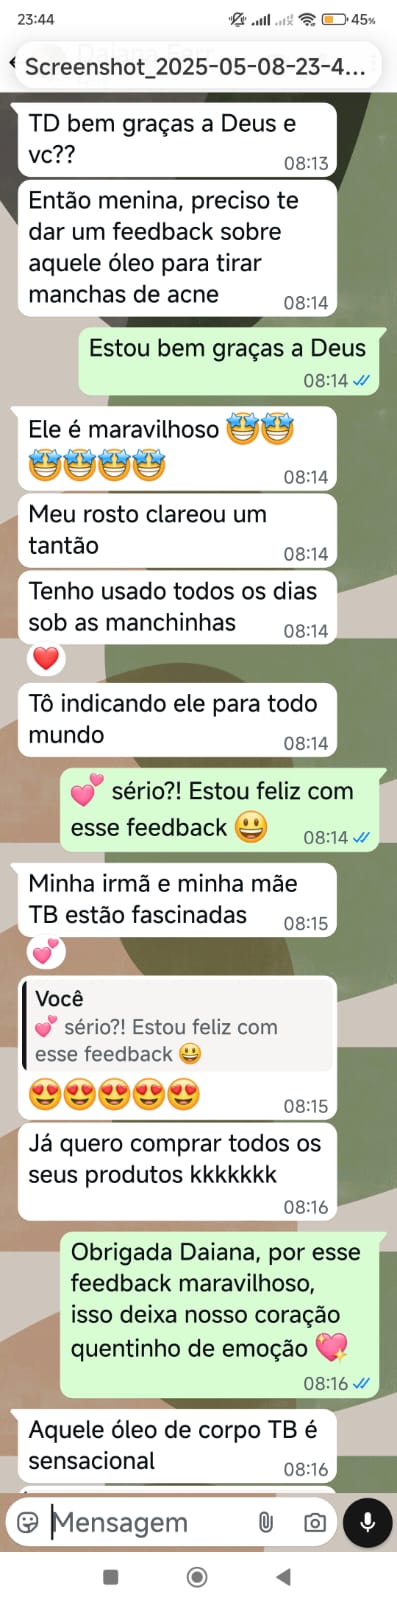 23:44
45%
Daiana Ferr
Screenshot_2025-05-08-23-4...
TD bem graças a Deus e
vc??
08:13
Então menina, preciso te
dar um feedback sobre
aquele óleo para tirar
manchas de acne
08:14
Estou bem graças a Deus
08:14
Ele é maravilhoso 🤩🤩
🤩🤩🤩🤩
08:14
Meu rosto clareou um
tantão
08:14
Tenho usado todos os dias
sob as manchinhas
08:14
❤️
Tô indicando ele para todo
mundo
08:14
💕 sério?! Estou feliz com
esse feedback 😃
08:14
Minha irmã e minha mãe
TB estão fascinadas
08:15
💕
Você
💕 sério?! Estou feliz com
esse feedback 😃
😍😍😍😍😍
08:15
Já quero comprar todos os
seus produtos kkkkkkk
08:16
Obrigada Daiana, por esse
feedback maravilhoso,
isso deixa nosso coração
quentinho de emoção 💖
08:16
Aquele óleo de corpo TB é
sensacional
08:16
Mensagem